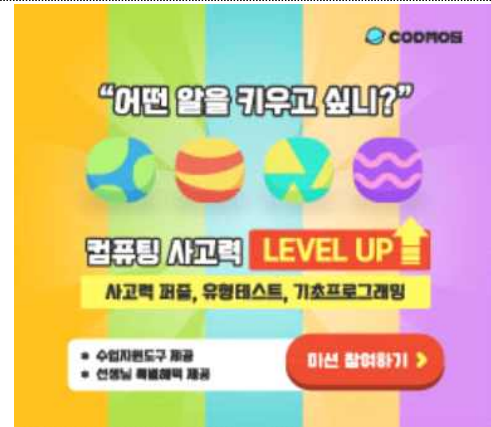 CODMOS
“어떤 알을 키우고 싶니?”
컴퓨팅 사고력 LEVEL UP
사고력 퍼즐, 유형테스트, 기초프로그래밍
* 수업지원도구 제공
* 선생님 특별혜택 제공
미션 참여하기 >